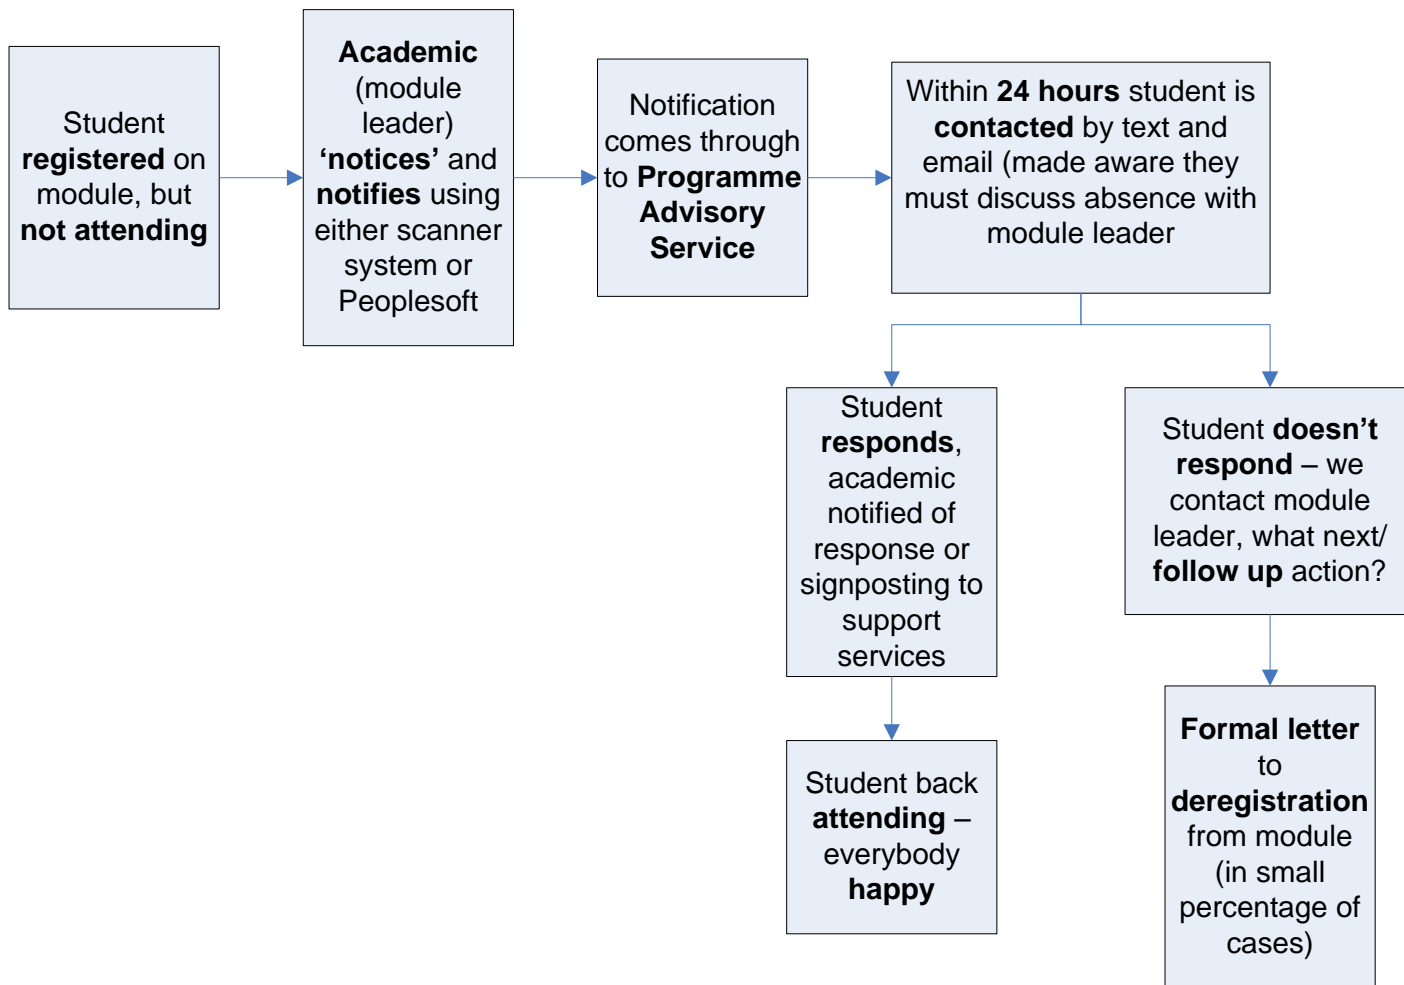 Student
registered on
module, but
not attending
Academic
(module
leader)
‘notices’ and
notifies using
either scanner
system or
Peoplesoft
Notification
comes through
to Programme
Advisory
Service
Within 24 hours student is
contacted by text and
email (made aware they
must discuss absence with
module leader
Student
responds,
academic
notified of
response or
signposting to
support
services
Student doesn’t
respond – we
contact module
leader, what next/
follow up action?
Student back
attending –
everybody
happy
Formal letter
to
deregistration
from module
(in small
percentage of
cases)